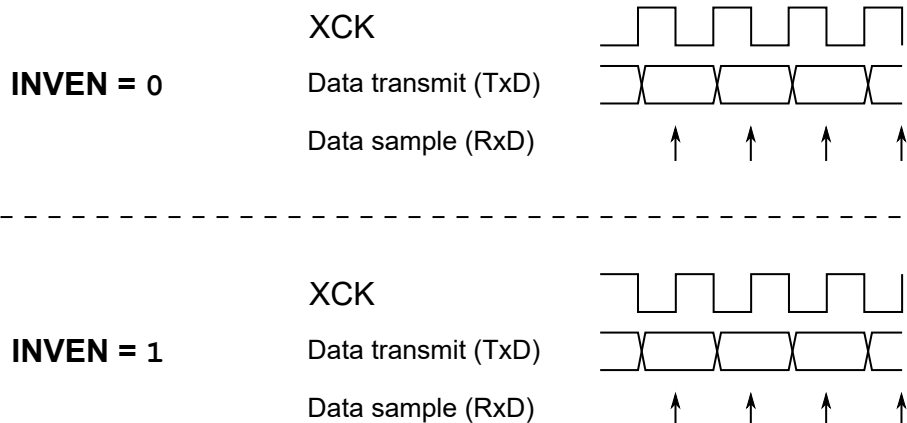 XCK
INVEN = 0
Data transmit (TxD)
Data sample (RxD)
XCK
INVEN = 1
Data transmit (TxD)
Data sample (RxD)